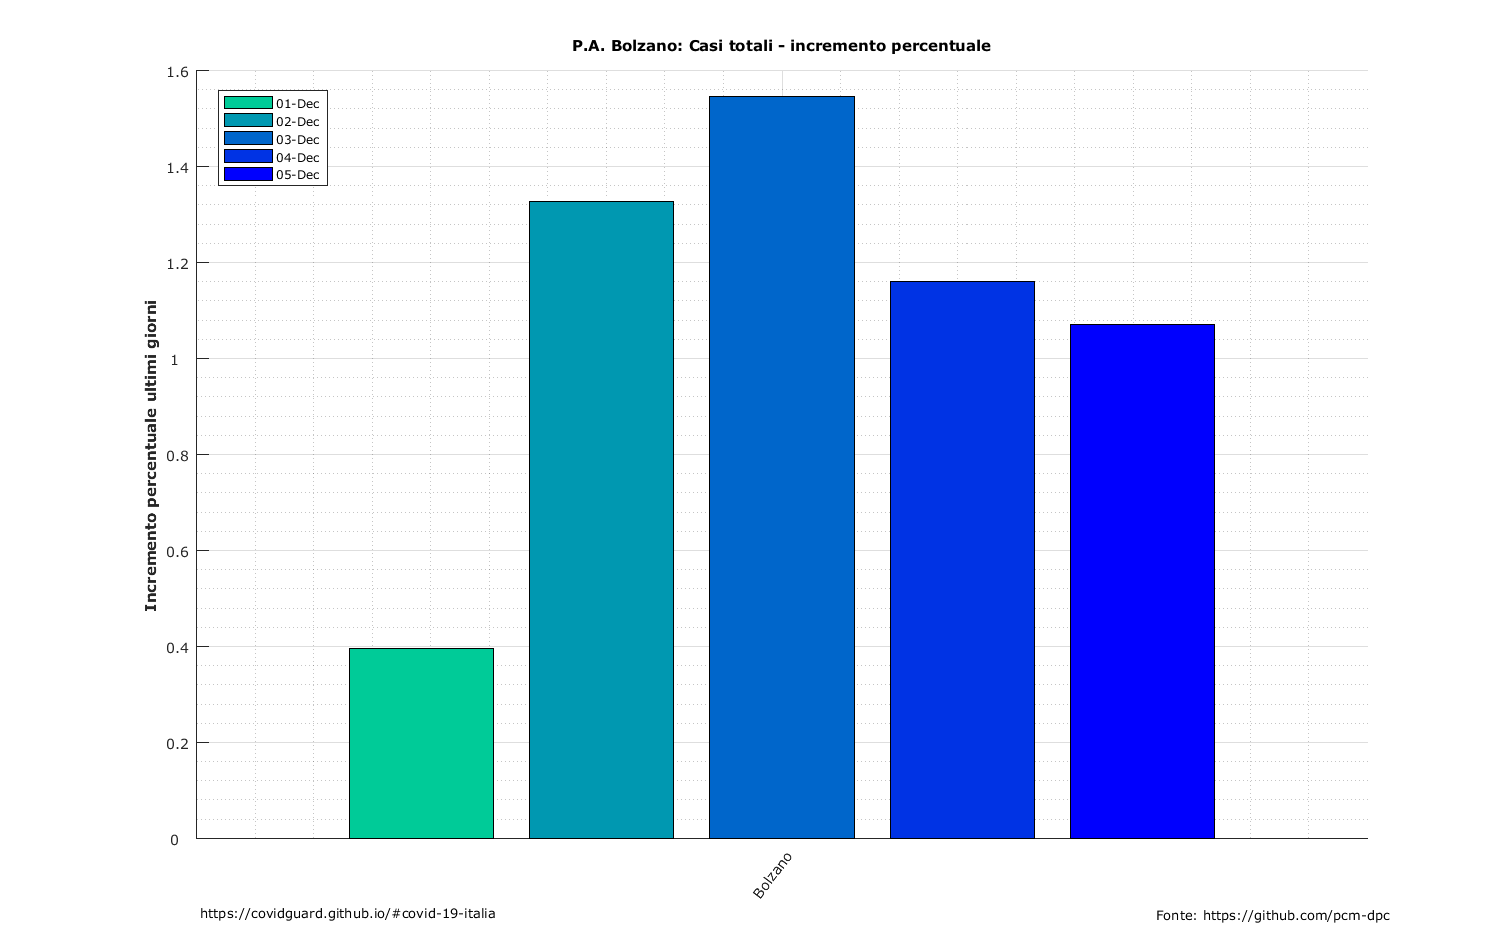 P.A. Bolzano: Casi totali - incremento percentuale
1.6
1.4
1.2
1
0.8
0.6
0.4
0.2
0
Incremento percentuale ultimi giorni
01-Dec
02-Dec
03-Dec
04-Dec
05-Dec
Bolzano
https://covidguard.github.io/#covid-19-italia
Fonte: https://github.com/pcm-dpc